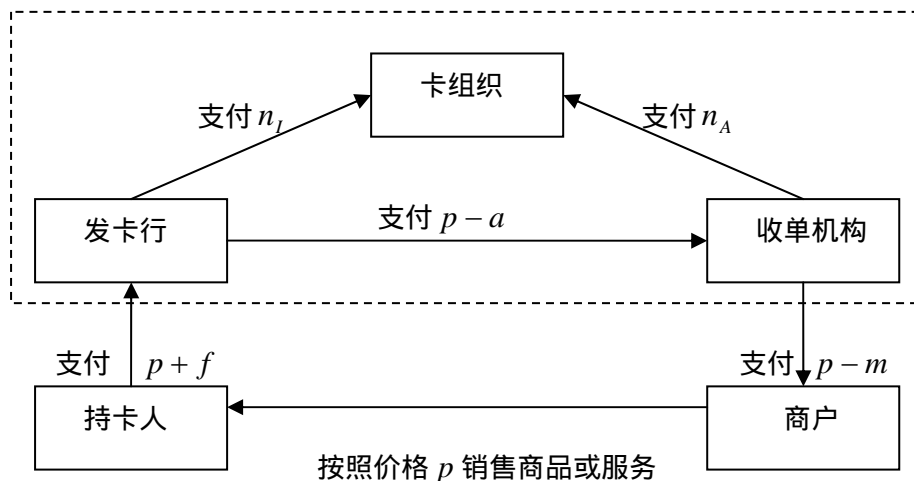 卡组织
支付 n_I
支付 n_A
发卡行
支付 p − a
收单机构
支付 p + f
支付 p − m
持卡人
商户
按照价格 p 销售商品或服务